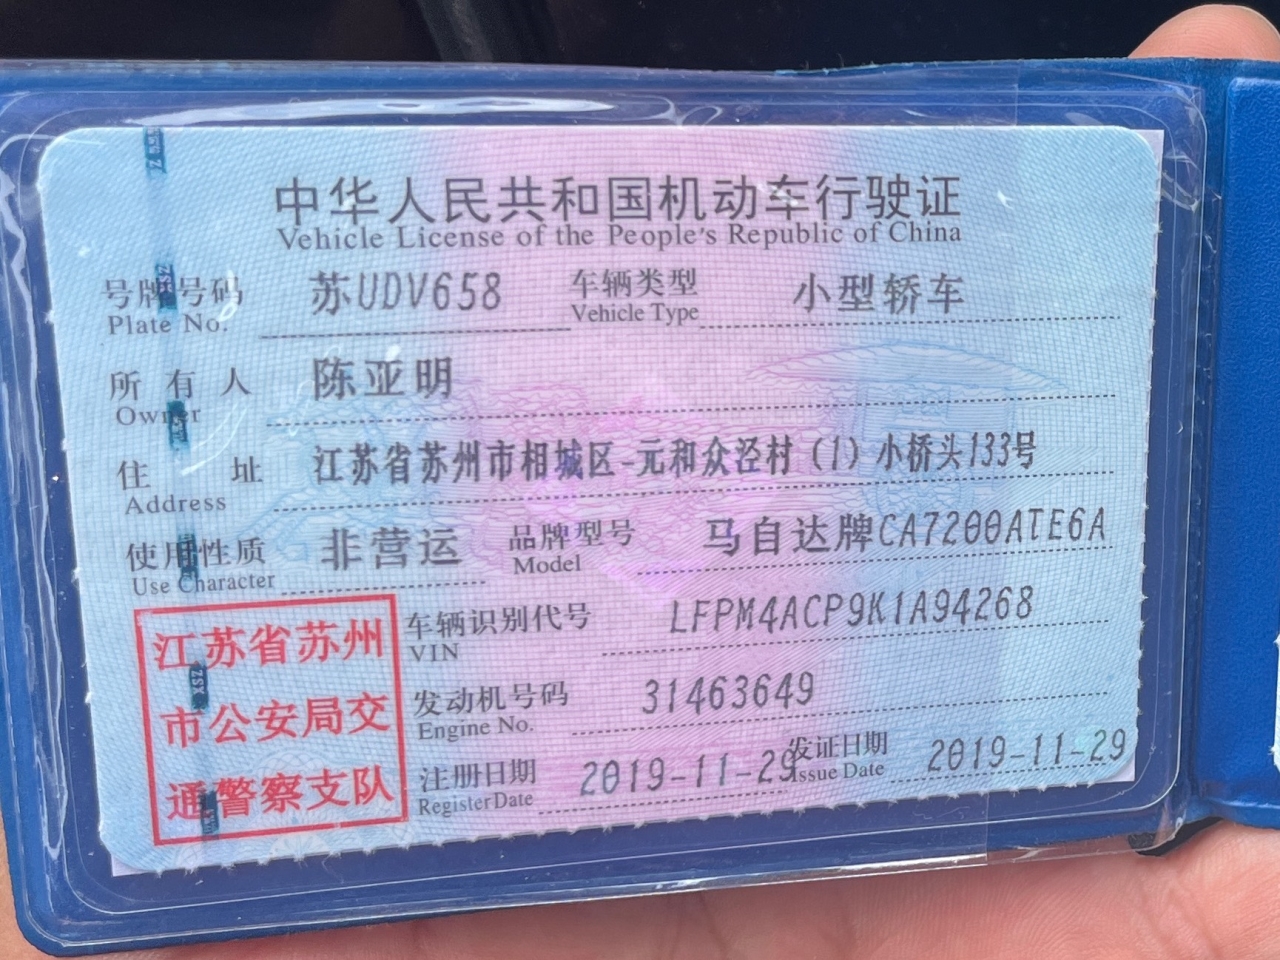 中华人民共和国机动车行驶证
Vehicle License of the People's Republic of China
号牌号码 苏UDV658 车辆类型 小型轿车
Plate No. Vehicle Type
所有人 陈亚明
Owner
住址 江苏省苏州市相城区-元和众泾村（1）小桥头133号
Address
使用性质 非营运 品牌型号 马自达牌CA7200ATE6A
Use Character Model
江苏省苏州 车辆识别代号 LFPM4ACP9K1A94268
VIN
市公安局交 发动机号码 31463649
Engine No.
通警察支队 注册日期 2019-11-29 发证日期 2019-11-29
Register Date Issue Date